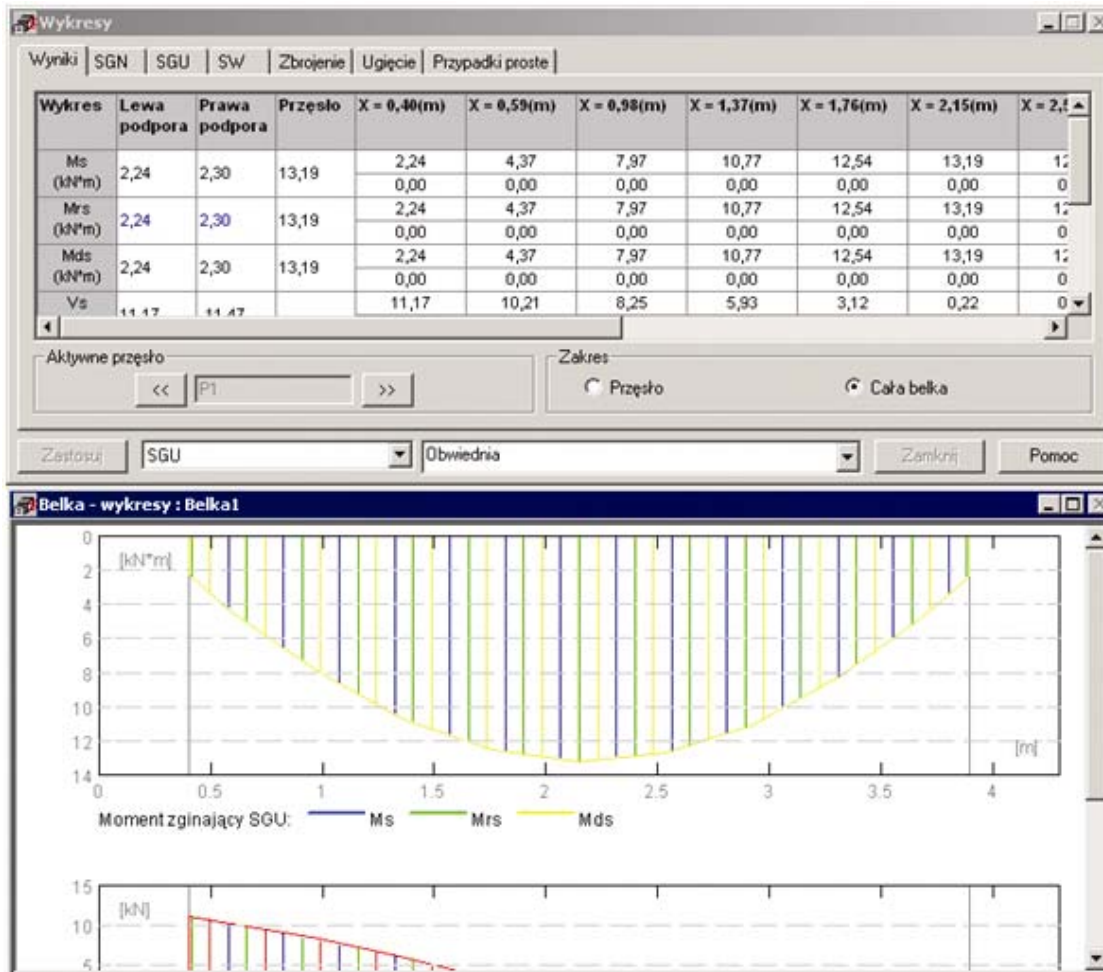 Wykresy
Wyniki SGN SGU SW Zbrojenie Ugięcie Przypadki proste
Wykres Lewa podpora Prawa podpora Przęsło X = 0,40(m) X = 0,59(m) X = 0,98(m) X = 1,37(m) X = 1,76(m) X = 2,15(m)
Ms (kN*m) 2,24 2,30 13,19 2,24 4,37 7,97 10,77 12,54 13,19
0,00 0,00 0,00 0,00 0,00 0,00
Mrs (kN*m) 2,24 2,30 13,19 2,24 4,37 7,97 10,77 12,54 13,19
0,00 0,00 0,00 0,00 0,00 0,00
Mds (kN*m) 2,24 2,30 13,19 2,24 4,37 7,97 10,77 12,54 13,19
0,00 0,00 0,00 0,00 0,00 0,00
Vs 11,17 11,47 11,17 10,21 8,25 5,93 3,12 0,22
Aktywne przęsło Zakres
<< P1 >> Przęsło Cała belka
Zastosuj SGU Obwiednia Zamknij Pomoc
Belka - wykresy : Belka1
0
[kN*m]
2
4
6
8
10
12
[m]
14
0 0.5 1 1.5 2 2.5 3 3.5 4
Moment zginający SGU: Ms Mrs Mds
15
[kN]
10
5